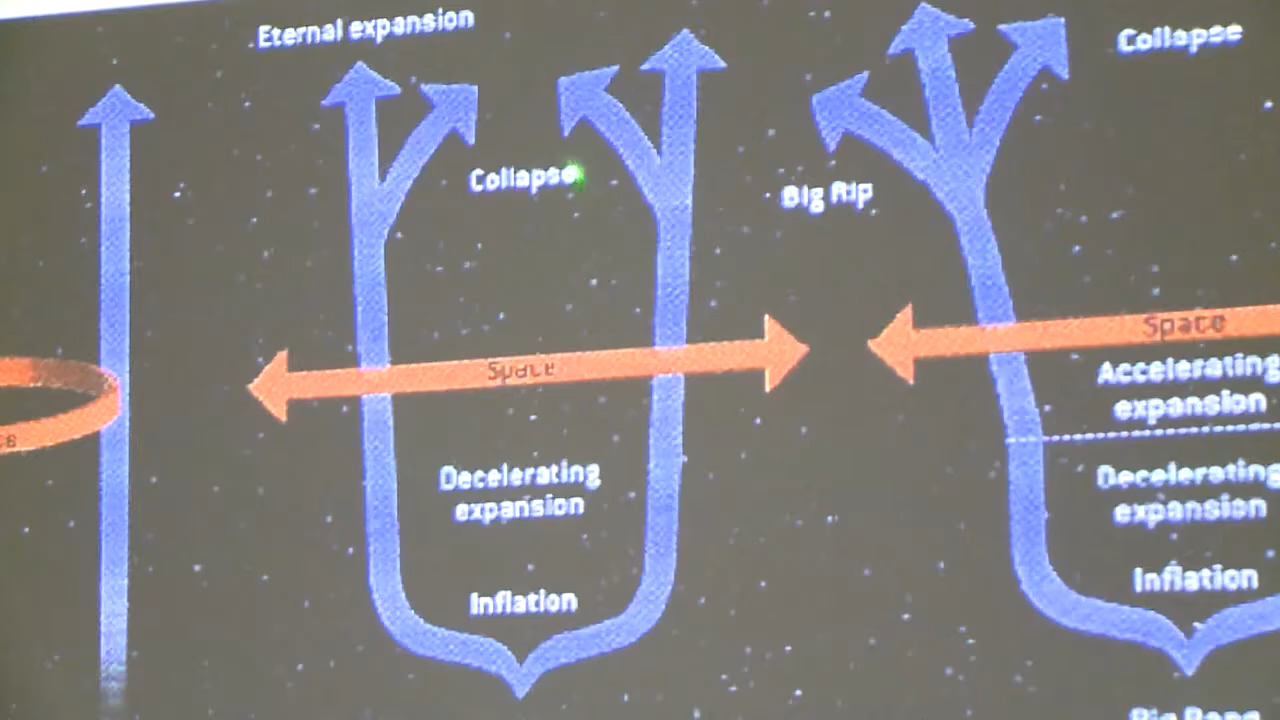 Eternal expansion
Collapse
Collapse
Big Rip
Space
Space
Accelerating
expansion
Decelerating
expansion
Decelerating
expansion
Inflation
Inflation